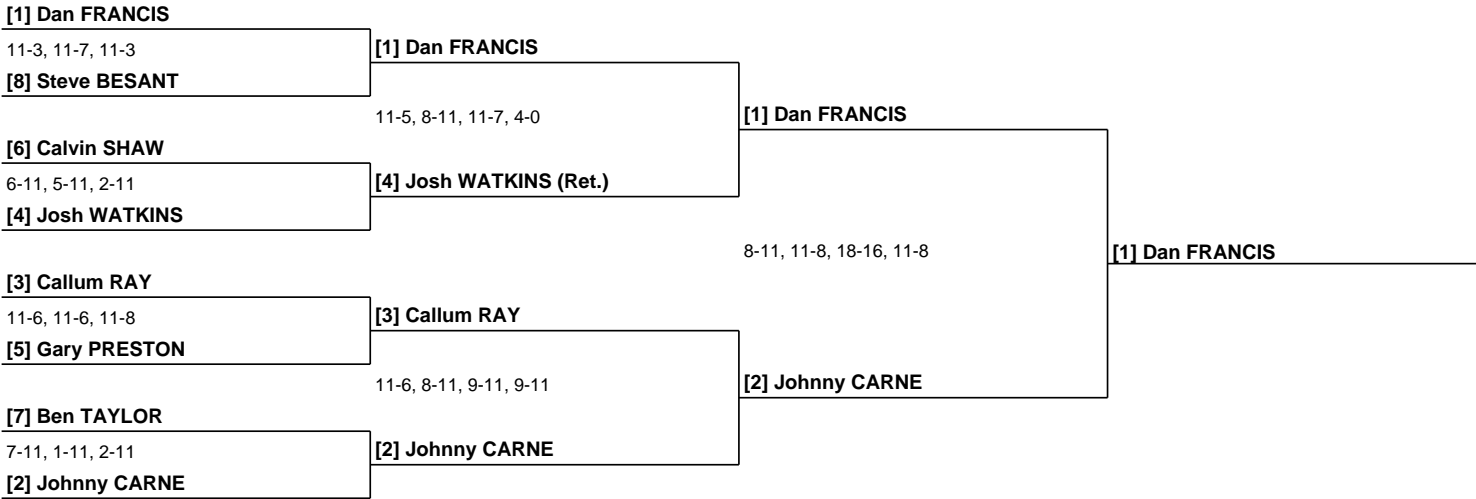 [1] Dan FRANCIS
11-3, 11-7, 11-3
[8] Steve BESANT
[6] Calvin SHAW
6-11, 5-11, 2-11
[4] Josh WATKINS
[3] Callum RAY
11-6, 11-6, 11-8
[5] Gary PRESTON
[7] Ben TAYLOR
7-11, 1-11, 2-11
[2] Johnny CARNE
[1] Dan FRANCIS
11-5, 8-11, 11-7, 4-0
[4] Josh WATKINS (Ret.)
[3] Callum RAY
11-6, 8-11, 9-11, 9-11
[2] Johnny CARNE
[1] Dan FRANCIS
8-11, 11-8, 18-16, 11-8
[2] Johnny CARNE
[1] Dan FRANCIS